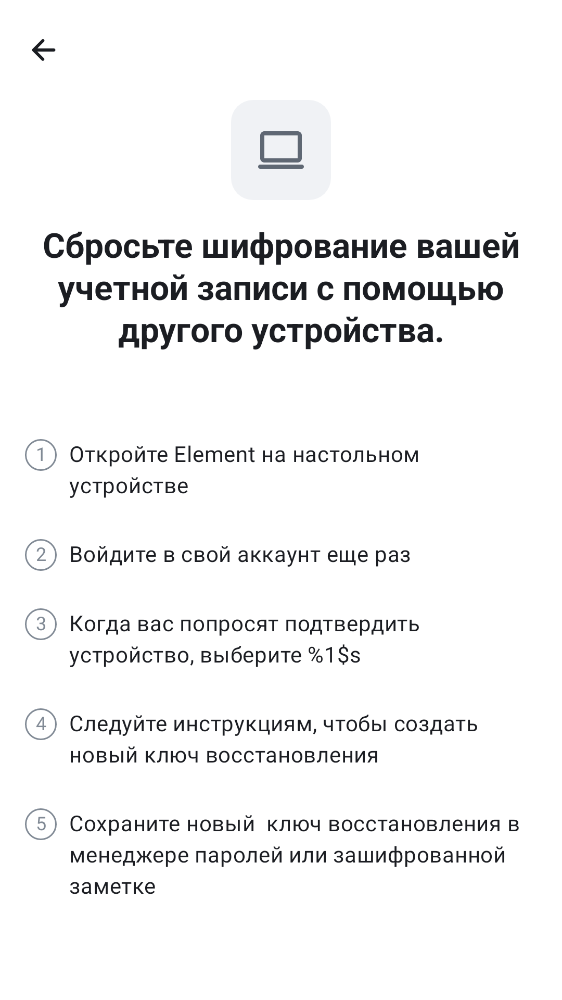 Сбросьте шифрование вашей
учетной записи с помощью
другого устройства.
1 Откройте Element на настольном
устройстве
2 Войдите в свой аккаунт еще раз
3 Когда вас попросят подтвердить
устройство, выберите %1$s
4 Следуйте инструкциям, чтобы создать
новый ключ восстановления
5 Сохраните новый  ключ восстановления в
менеджере паролей или зашифрованной
заметке